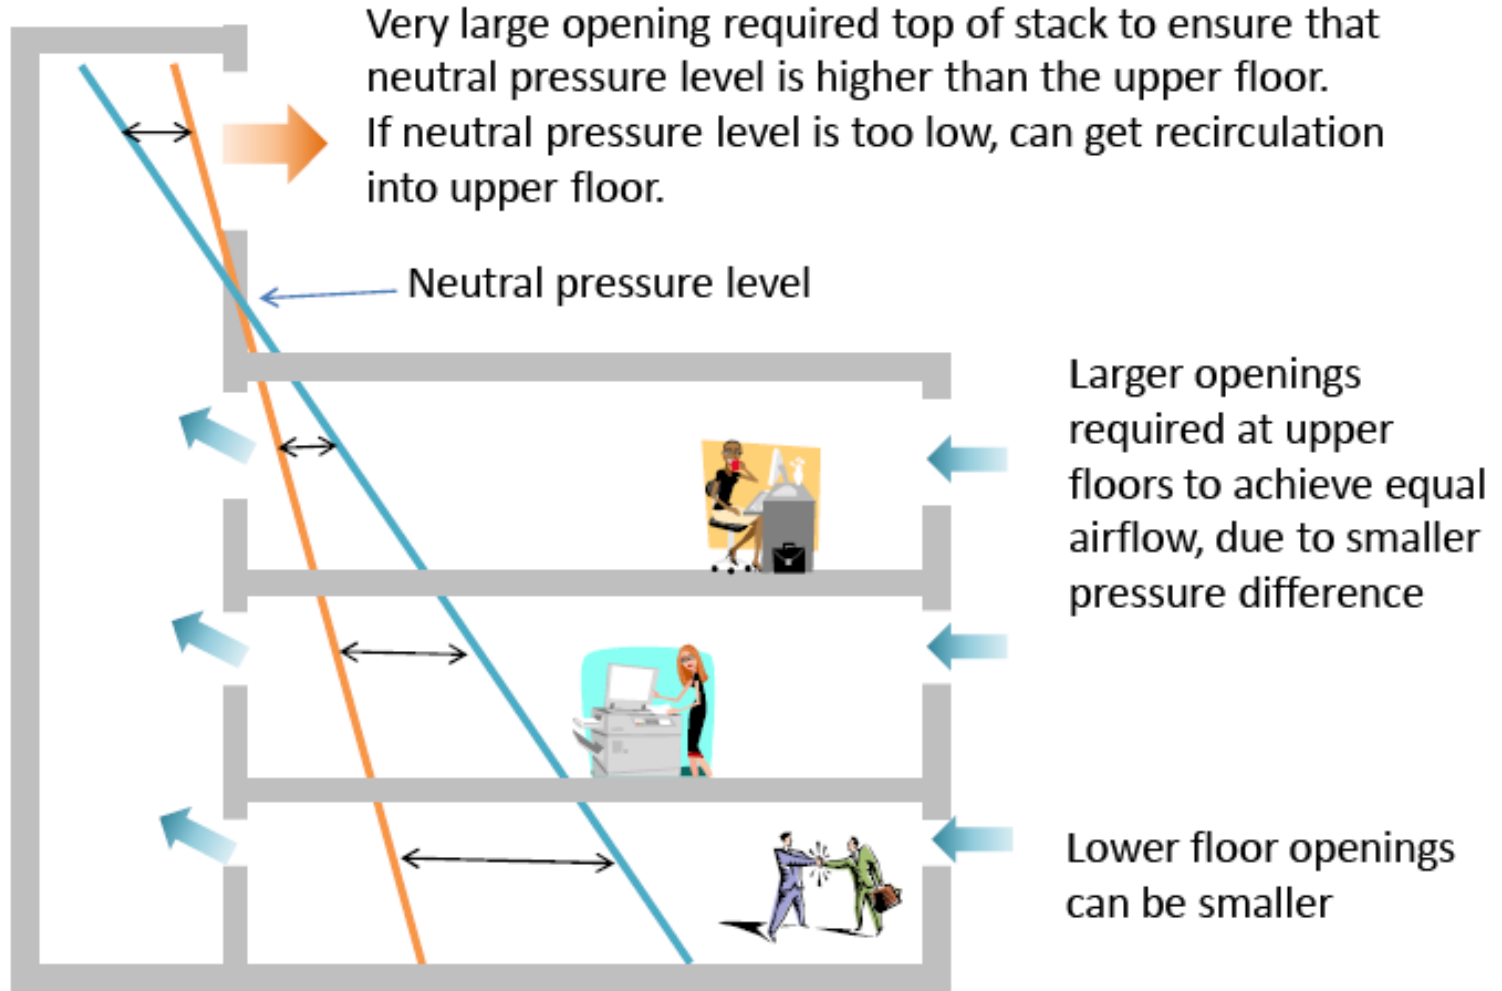 Very large opening required top of stack to ensure that
neutral pressure level is higher than the upper floor.
If neutral pressure level is too low, can get recirculation
into upper floor.
Neutral pressure level
Larger openings
required at upper
floors to achieve equal
airflow, due to smaller
pressure difference
Lower floor openings
can be smaller